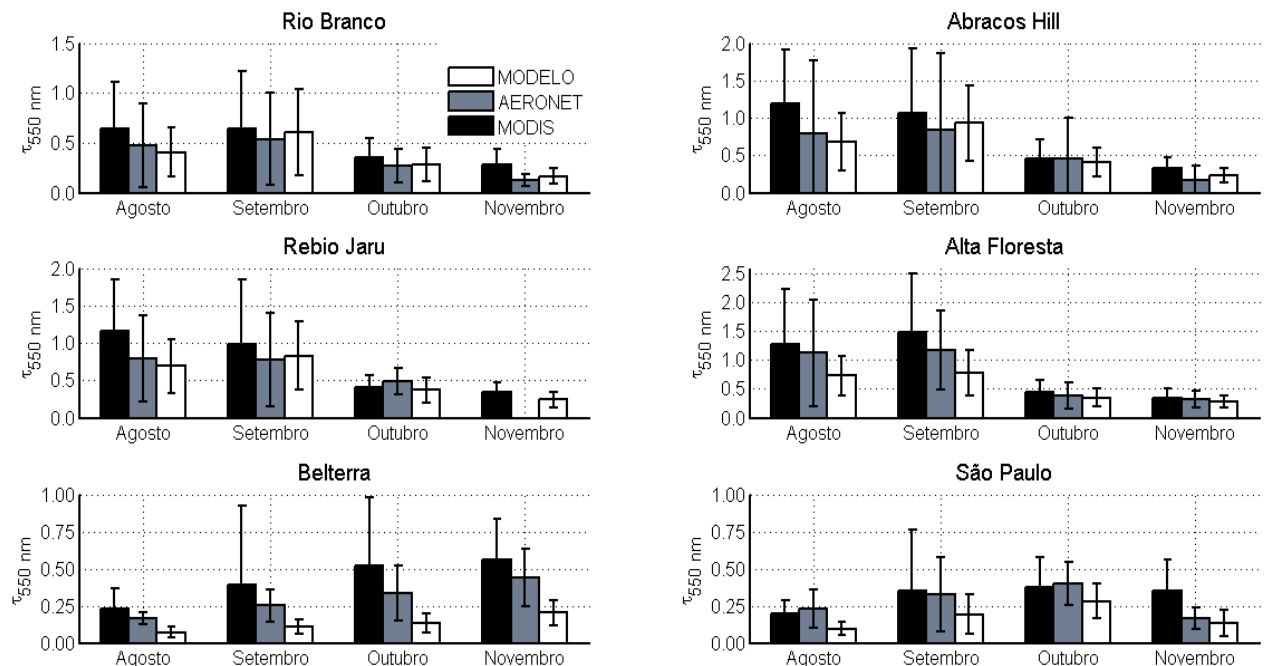 Rio Branco
1.5
1.0
0.5
0.0
τ550 nm
MODELO
AERONET
MODIS
Agosto Setembro Outubro Novembro
Abracos Hill
2.0
1.5
1.0
0.5
0.0
τ550 nm
Agosto Setembro Outubro Novembro
Rebio Jaru
2.0
1.5
1.0
0.5
0.0
τ550 nm
Agosto Setembro Outubro Novembro
Alta Floresta
2.5
2.0
1.5
1.0
0.5
0.0
τ550 nm
Agosto Setembro Outubro Novembro
Belterra
1.00
0.75
0.50
0.25
0.00
τ550 nm
Agosto Setembro Outubro Novembro
São Paulo
1.00
0.75
0.50
0.25
0.00
τ550 nm
Agosto Setembro Outubro Novembro